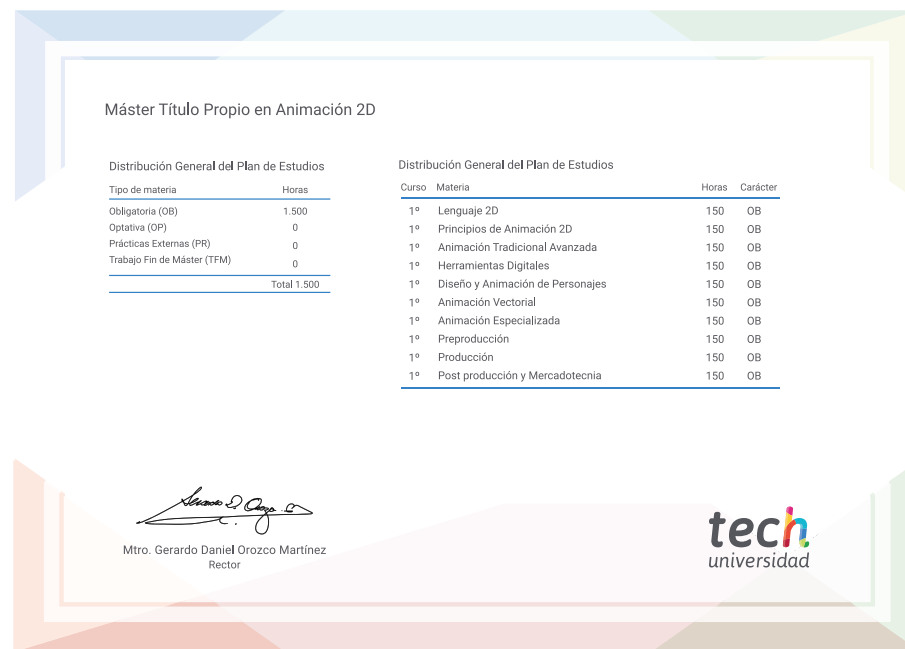 Máster Título Propio en Animación 2D
Distribución General del Plan de Estudios
Tipo de materia Horas
Obligatoria (OB) 1.500
Optativa (OP) 0
Prácticas Externas (PR) 0
Trabajo Fin de Máster (TFM) 0
Total 1.500
Distribución General del Plan de Estudios
Curso Materia Horas Carácter
1º Lenguaje 2D 150 OB
1º Principios de Animación 2D 150 OB
1º Animación Tradicional Avanzada 150 OB
1º Herramientas Digitales 150 OB
1º Diseño y Animación de Personajes 150 OB
1º Animación Vectorial 150 OB
1º Animación Especializada 150 OB
1º Preproducción 150 OB
1º Producción 150 OB
1º Post producción y Mercadotecnia 150 OB
Mtro. Gerardo Daniel Orozco Martínez
Rector
tech
universidad